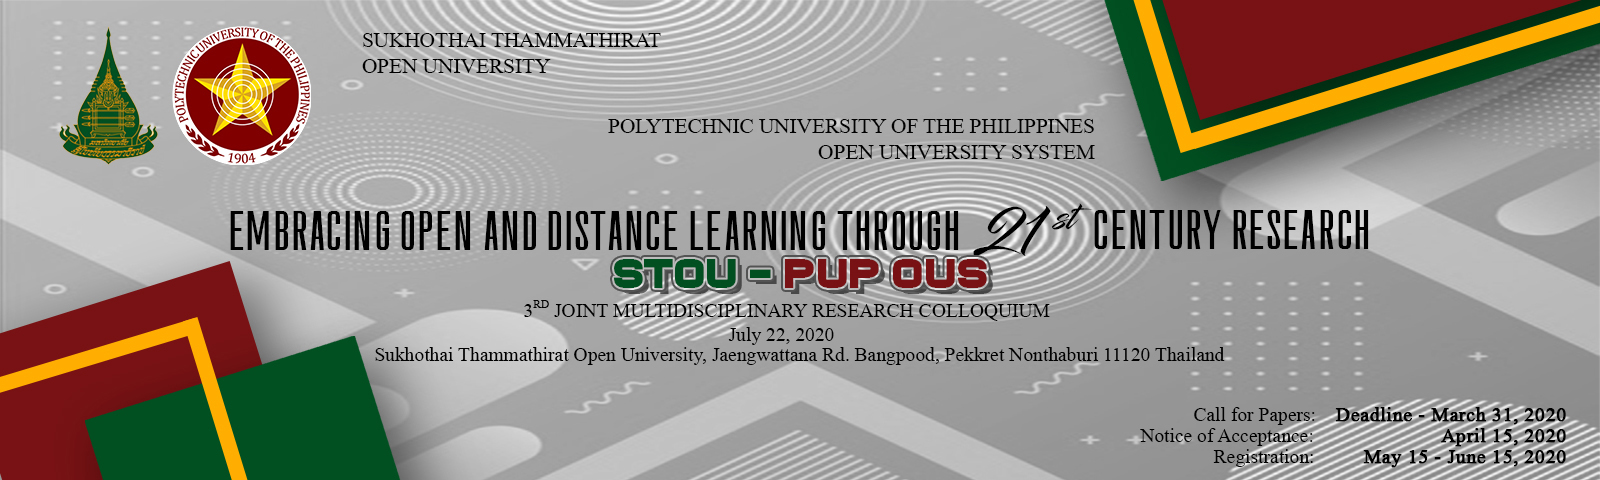 POLYTECHNIC UNIVERSITY OF THE PHILIPPINES
1904
SUKHOTHAI THAMMATHIRAT
OPEN UNIVERSITY
POLYTECHNIC UNIVERSITY OF THE PHILIPPINES
OPEN UNIVERSITY SYSTEM
EMBRACING OPEN AND DISTANCE LEARNING THROUGH 21st CENTURY RESEARCH
STOU - PUP OUS
3RD JOINT MULTIDISCIPLINARY RESEARCH COLLOQUIUM
July 22, 2020
Sukhothai Thammathirat Open University, Jaengwattana Rd. Bangpood, Pekkret Nonthaburi 11120 Thailand
Call for Papers: Deadline - March 31, 2020
Notice of Acceptance: April 15, 2020
Registration: May 15 - June 15, 2020